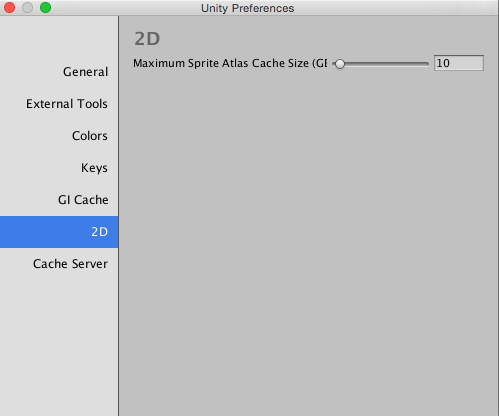 Unity Preferences
General
External Tools
Colors
Keys
GI Cache
2D
Cache Server
2D
Maximum Sprite Atlas Cache Size (GB 10